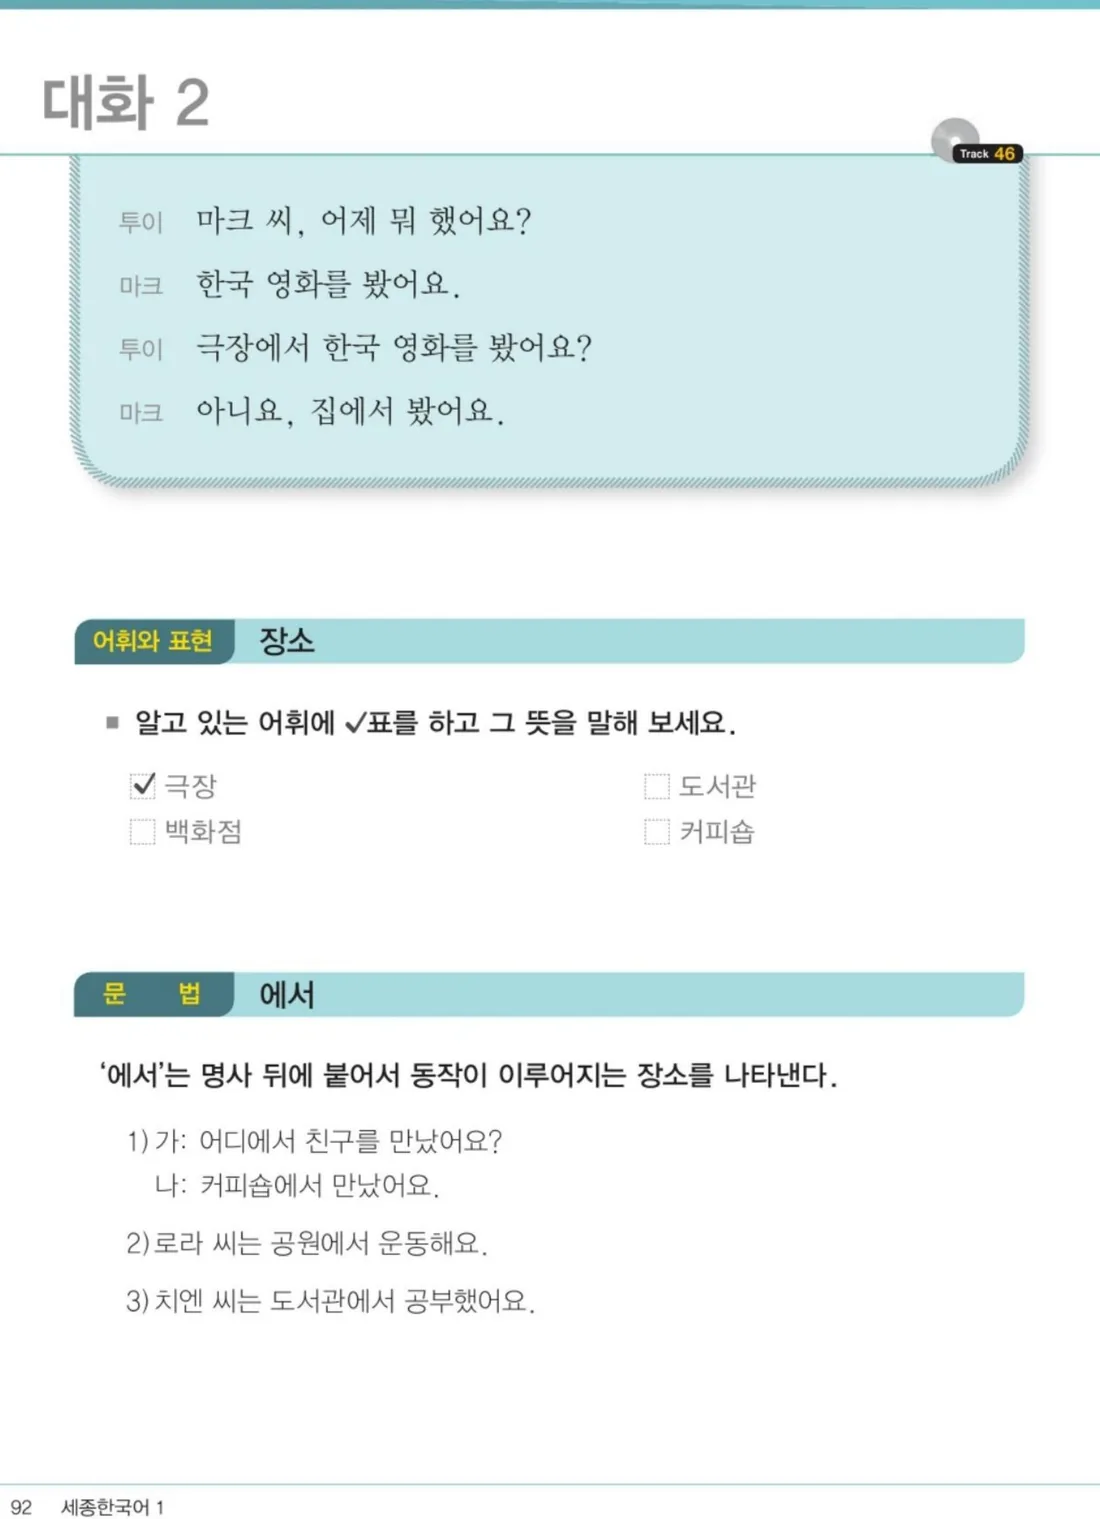 대화 2
Track 46
투이 마크 씨, 어제 뭐 했어요?
마크 한국 영화를 봤어요.
투이 극장에서 한국 영화를 봤어요?
마크 아니요, 집에서 봤어요.
어휘와 표현 장소
■ 알고 있는 어휘에 ✓표를 하고 그 뜻을 말해 보세요.
✓ 극장 도서관
백화점 커피숍
문 법 에서
‘에서’는 명사 뒤에 붙어서 동작이 이루어지는 장소를 나타낸다.
1) 가: 어디에서 친구를 만났어요?
나: 커피숍에서 만났어요.
2) 로라 씨는 공원에서 운동해요.
3) 치엔 씨는 도서관에서 공부했어요.
92 세종한국어 1